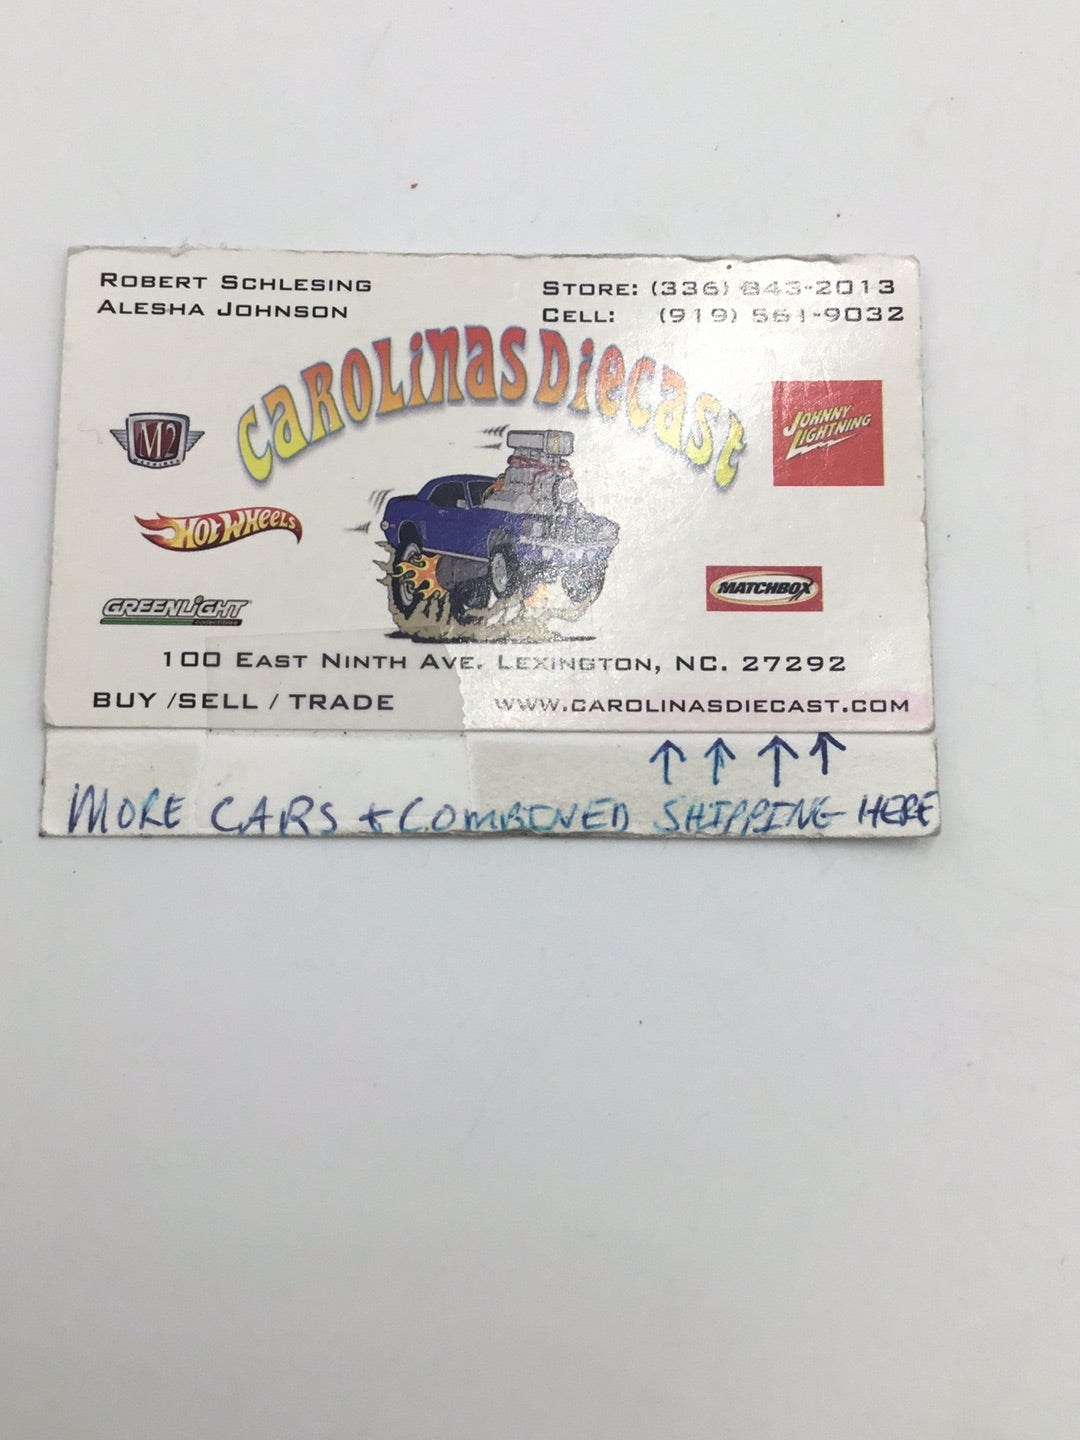 ROBERT SCHLESING
ALESHA JOHNSON
STORE: (336) 843-2013
CELL: (919) 561-9032
CAROLINAS DIECAST
M2
MACHINES
JOHNNY
LIGHTNING
HOT WHEELS
MATCHBOX
GREENLIGHT
collectibles
100 EAST NINTH AVE. LEXINGTON, NC. 27292
BUY /SELL / TRADE
WWW.CAROLINASDIECAST.COM
MORE CARS + COMBINED SHIPPING HERE